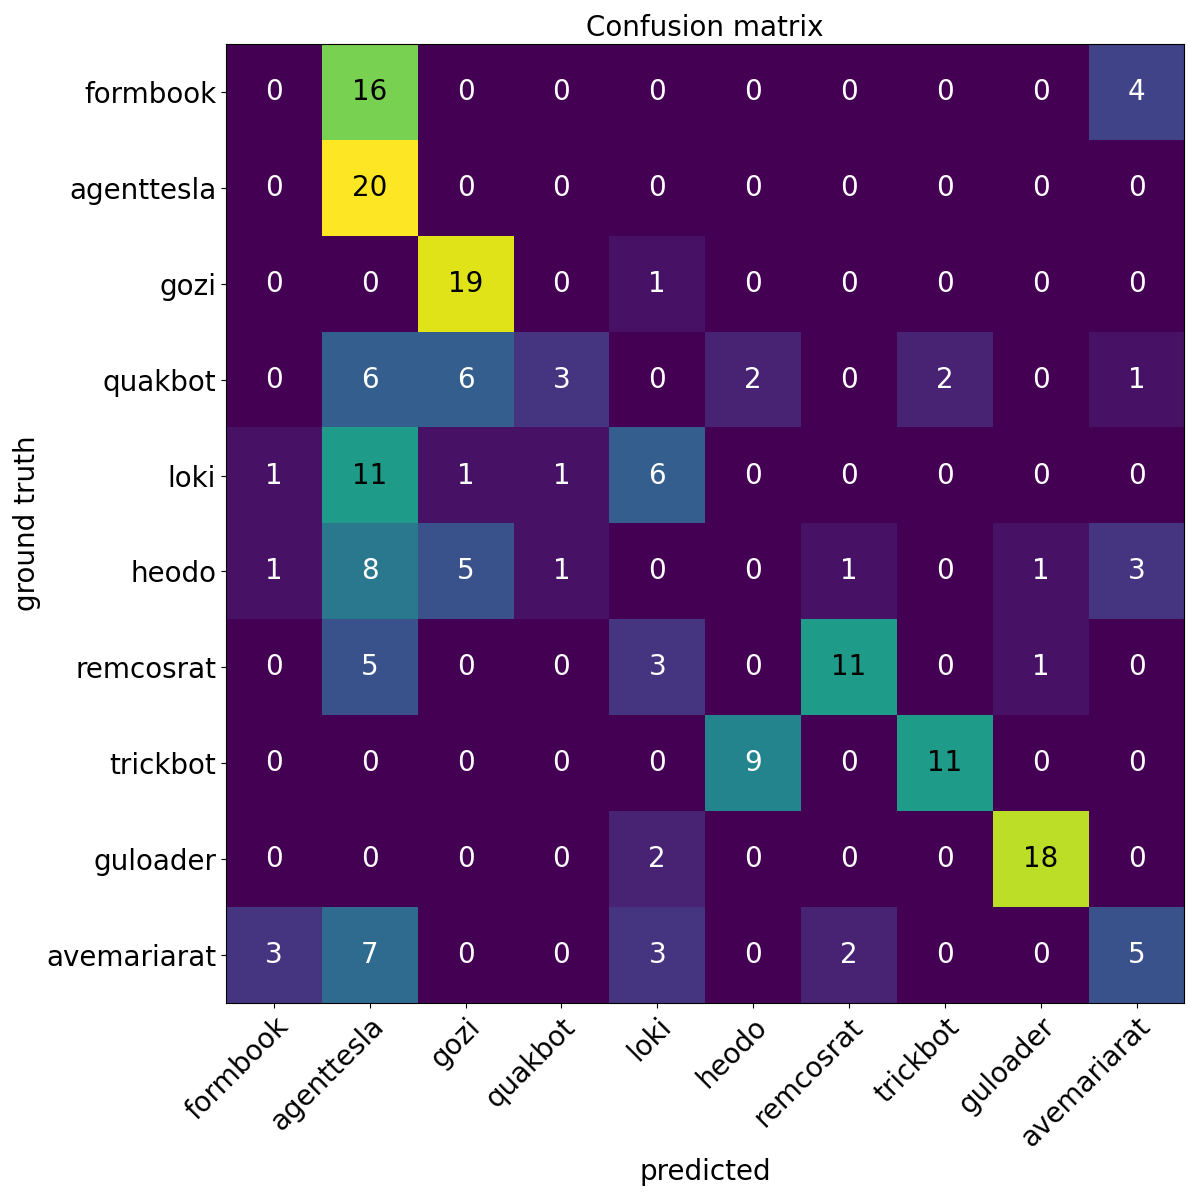 Confusion matrix
formbook 0 16 0 0 0 0 0 0 0 4
agenttesla 0 20 0 0 0 0 0 0 0 0
gozi 0 0 19 0 1 0 0 0 0 0
quakbot 0 6 6 3 0 2 0 2 0 1
loki 1 11 1 1 6 0 0 0 0 0
heodo 1 8 5 1 0 0 1 0 1 3
remcosrat 0 5 0 0 3 0 11 0 1 0
trickbot 0 0 0 0 0 9 0 11 0 0
guloader 0 0 0 0 2 0 0 0 18 0
avemariarat 3 7 0 0 3 0 2 0 0 5
ground truth
formbook agenttesla gozi quakbot loki heodo remcosrat trickbot guloader avemariarat
predicted